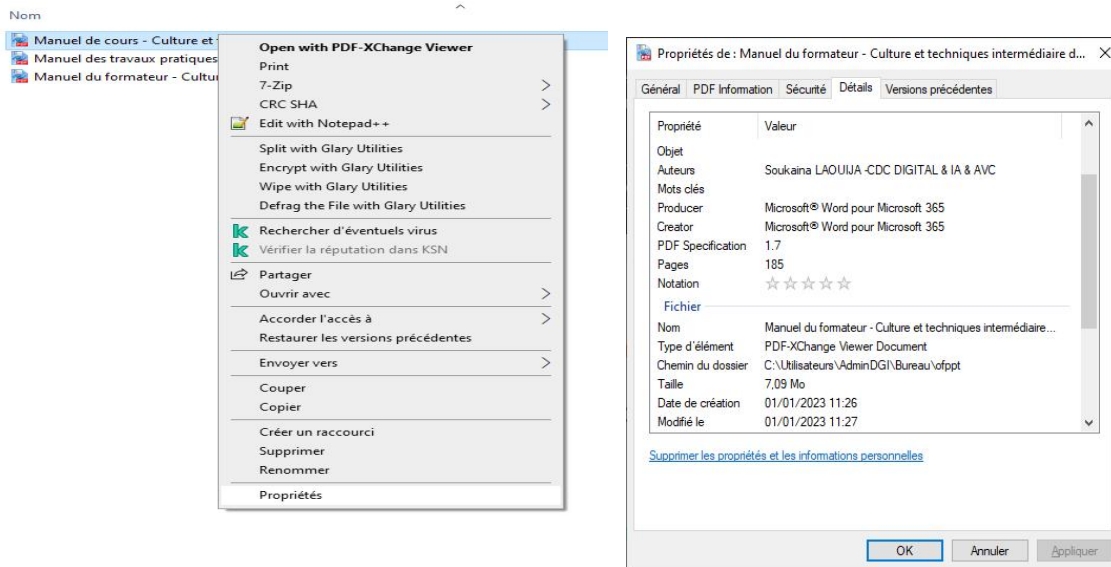 Nom
Manuel de cours - Culture et
Manuel des travaux pratiques
Manuel du formateur - Cultu
Open with PDF-XChange Viewer
Print
7-Zip
CRC SHA
Edit with Notepad++
Split with Glary Utilities
Encrypt with Glary Utilities
Wipe with Glary Utilities
Defrag the File with Glary Utilities
Rechercher d'éventuels virus
Vérifier la réputation dans KSN
Partager
Ouvrir avec
Accorder l'accès à
Restaurer les versions précédentes
Envoyer vers
Couper
Copier
Créer un raccourci
Supprimer
Renommer
Propriétés
Propriétés de : Manuel du formateur - Culture et techniques intermédiaire d...
Général PDF Information Sécurité Détails Versions précédentes
Propriété Valeur
Objet
Auteurs Soukaina LAOUIJA -CDC DIGITAL & IA & AVC
Mots clés
Producer Microsoft® Word pour Microsoft 365
Creator Microsoft® Word pour Microsoft 365
PDF Specification 1.7
Pages 185
Notation
Fichier
Nom Manuel du formateur - Culture et techniques intermédiaire...
Type d'élément PDF-XChange Viewer Document
Chemin du dossier C:\Utilisateurs\AdminDGI\Bureau\ofppt
Taille 7,09 Mo
Date de création 01/01/2023 11:26
Modifié le 01/01/2023 11:27
Supprimer les propriétés et les informations personnelles
OK Annuler Appliquer